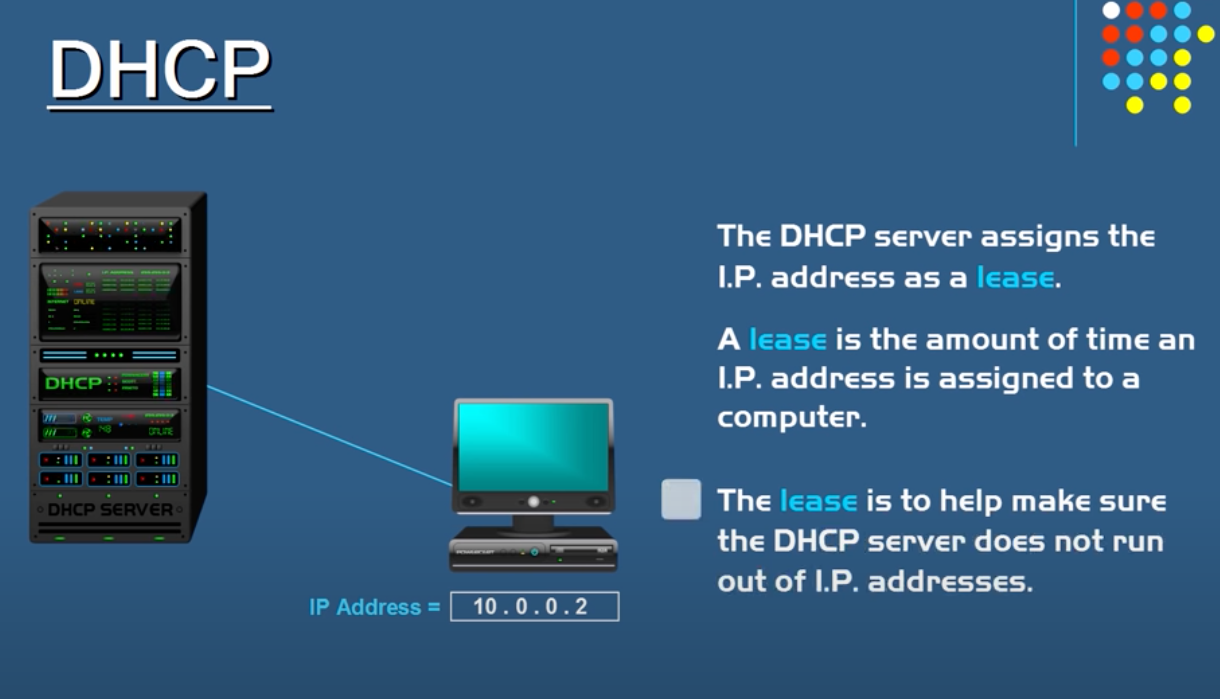 DHCP
The DHCP server assigns the
I.P. address as a lease.
A lease is the amount of time an
I.P. address is assigned to a
computer.
The lease is to help make sure
the DHCP server does not run
out of I.P. addresses.
ONLINE
DHCP
ONLINE
DHCP SERVER
IP Address = 10.0.0.2